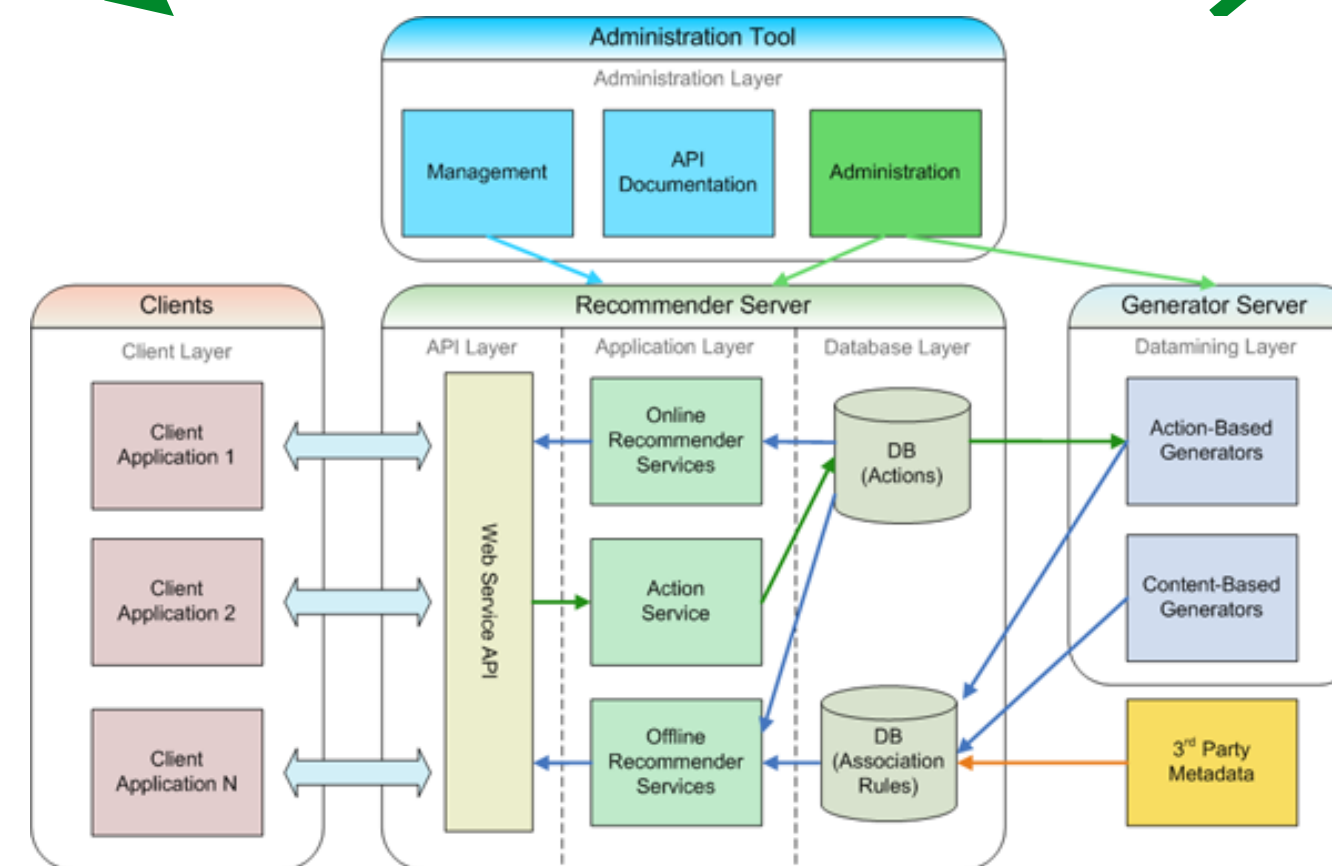 Administration Tool
Administration Layer
Management
API
Documentation
Administration
Clients
Client Layer
Client
Application 1
Client
Application 2
Client
Application N
Recommender Server
API Layer
Application Layer
Database Layer
Web Service API
Online
Recommender
Services
Action
Service
Offline
Recommender
Services
DB
(Actions)
DB
(Association
Rules)
Generator Server
Datamining Layer
Action-Based
Generators
Content-Based
Generators
3rd Party
Metadata